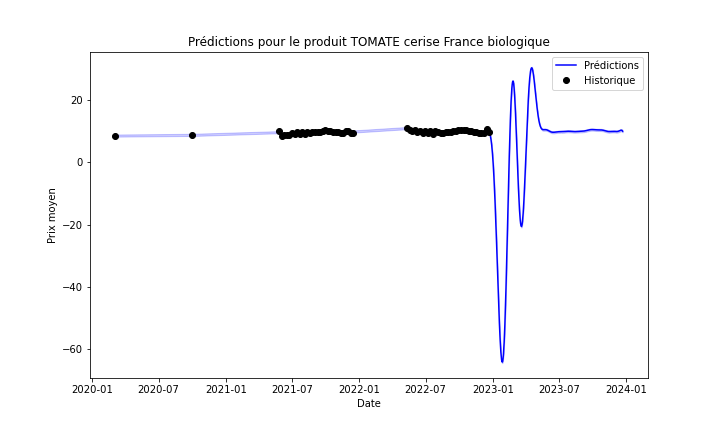 Prédictions pour le produit TOMATE cerise France biologique
Prédictions
Historique
20
0
−20
−40
−60
Prix moyen
2020-01 2020-07 2021-01 2021-07 2022-01 2022-07 2023-01 2023-07 2024-01
Date